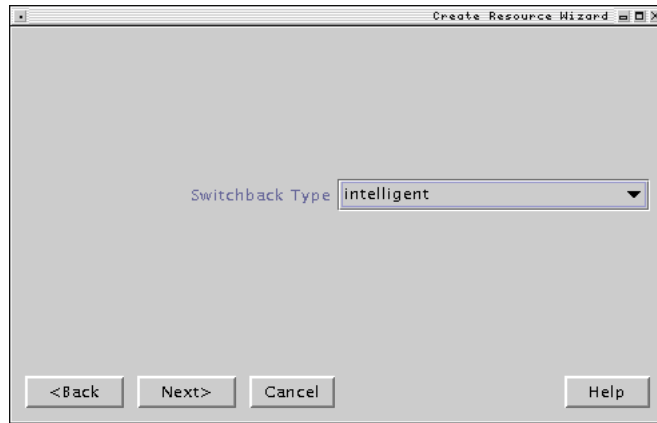 Create Resource Wizard
Switchback Type intelligent
<Back Next> Cancel Help